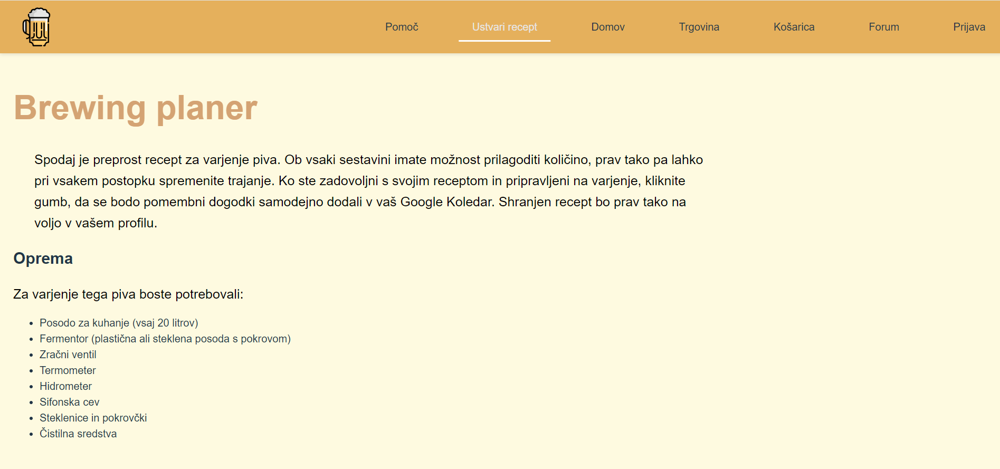 Pomoč
Ustvari recept
Domov
Trgovina
Košarica
Forum
Prijava
Brewing planer
Spodaj je preprost recept za varjenje piva. Ob vsaki sestavini imate možnost prilagoditi količino, prav tako pa lahko
pri vsakem postopku spremenite trajanje. Ko ste zadovoljni s svojim receptom in pripravljeni na varjenje, kliknite
gumb, da se bodo pomembni dogodki samodejno dodali v vaš Google Koledar. Shranjen recept bo prav tako na
voljo v vašem profilu.
Oprema
Za varjenje tega piva boste potrebovali:
• Posodo za kuhanje (vsaj 20 litrov)
• Fermentor (plastična ali steklena posoda s pokrovom)
• Zračni ventil
• Termometer
• Hidrometer
• Sifonska cev
• Steklenice in pokrovčki
• Čistilna sredstva